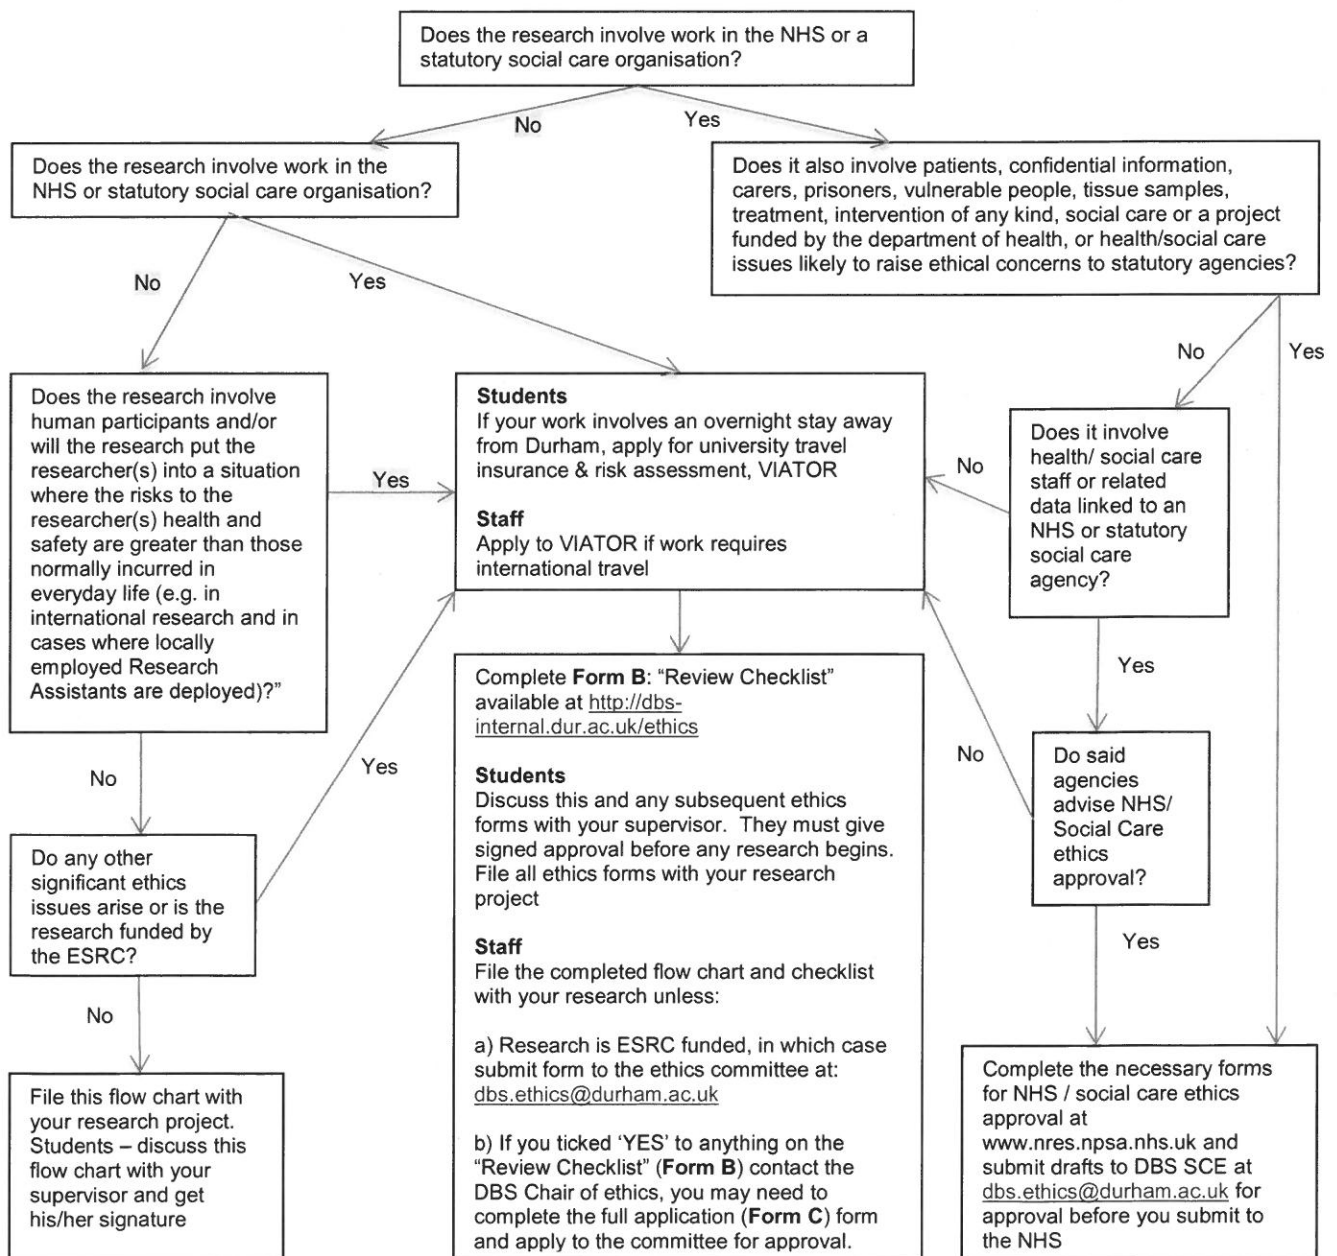 Does the research involve work in the NHS or a
statutory social care organisation?
No
Yes
Does the research involve work in the
NHS or statutory social care organisation?
Does it also involve patients, confidential information,
carers, prisoners, vulnerable people, tissue samples,
treatment, intervention of any kind, social care or a project
funded by the department of health, or health/social care
issues likely to raise ethical concerns to statutory agencies?
No
Yes
No
Yes
Does the research involve
human participants and/or
will the research put the
researcher(s) into a situation
where the risks to the
researcher(s) health and
safety are greater than those
normally incurred in
everyday life (e.g. in
international research and in
cases where locally
employed Research
Assistants are deployed)?”
Yes
Students
If your work involves an overnight stay away
from Durham, apply for university travel
insurance & risk assessment, VIATOR
Staff
Apply to VIATOR if work requires
international travel
No
Does it involve
health/ social care
staff or related
data linked to an
NHS or statutory
social care
agency?
No
Yes
Complete Form B: “Review Checklist”
available at http://dbs-
internal.dur.ac.uk/ethics
Students
Discuss this and any subsequent ethics
forms with your supervisor. They must give
signed approval before any research begins.
File all ethics forms with your research
project
Staff
File the completed flow chart and checklist
with your research unless:
a) Research is ESRC funded, in which case
submit form to the ethics committee at:
dbs.ethics@durham.ac.uk
b) If you ticked ‘YES’ to anything on the
“Review Checklist” (Form B) contact the
DBS Chair of ethics, you may need to
complete the full application (Form C) form
and apply to the committee for approval.
Yes
No
Do said
agencies
advise NHS/
Social Care
ethics
approval?
Do any other
significant ethics
issues arise or is the
research funded by
the ESRC?
Yes
No
File this flow chart with
your research project.
Students – discuss this
flow chart with your
supervisor and get
his/her signature
Complete the necessary forms
for NHS / social care ethics
approval at
www.nres.npsa.nhs.uk and
submit drafts to DBS SCE at
dbs.ethics@durham.ac.uk for
approval before you submit to
the NHS